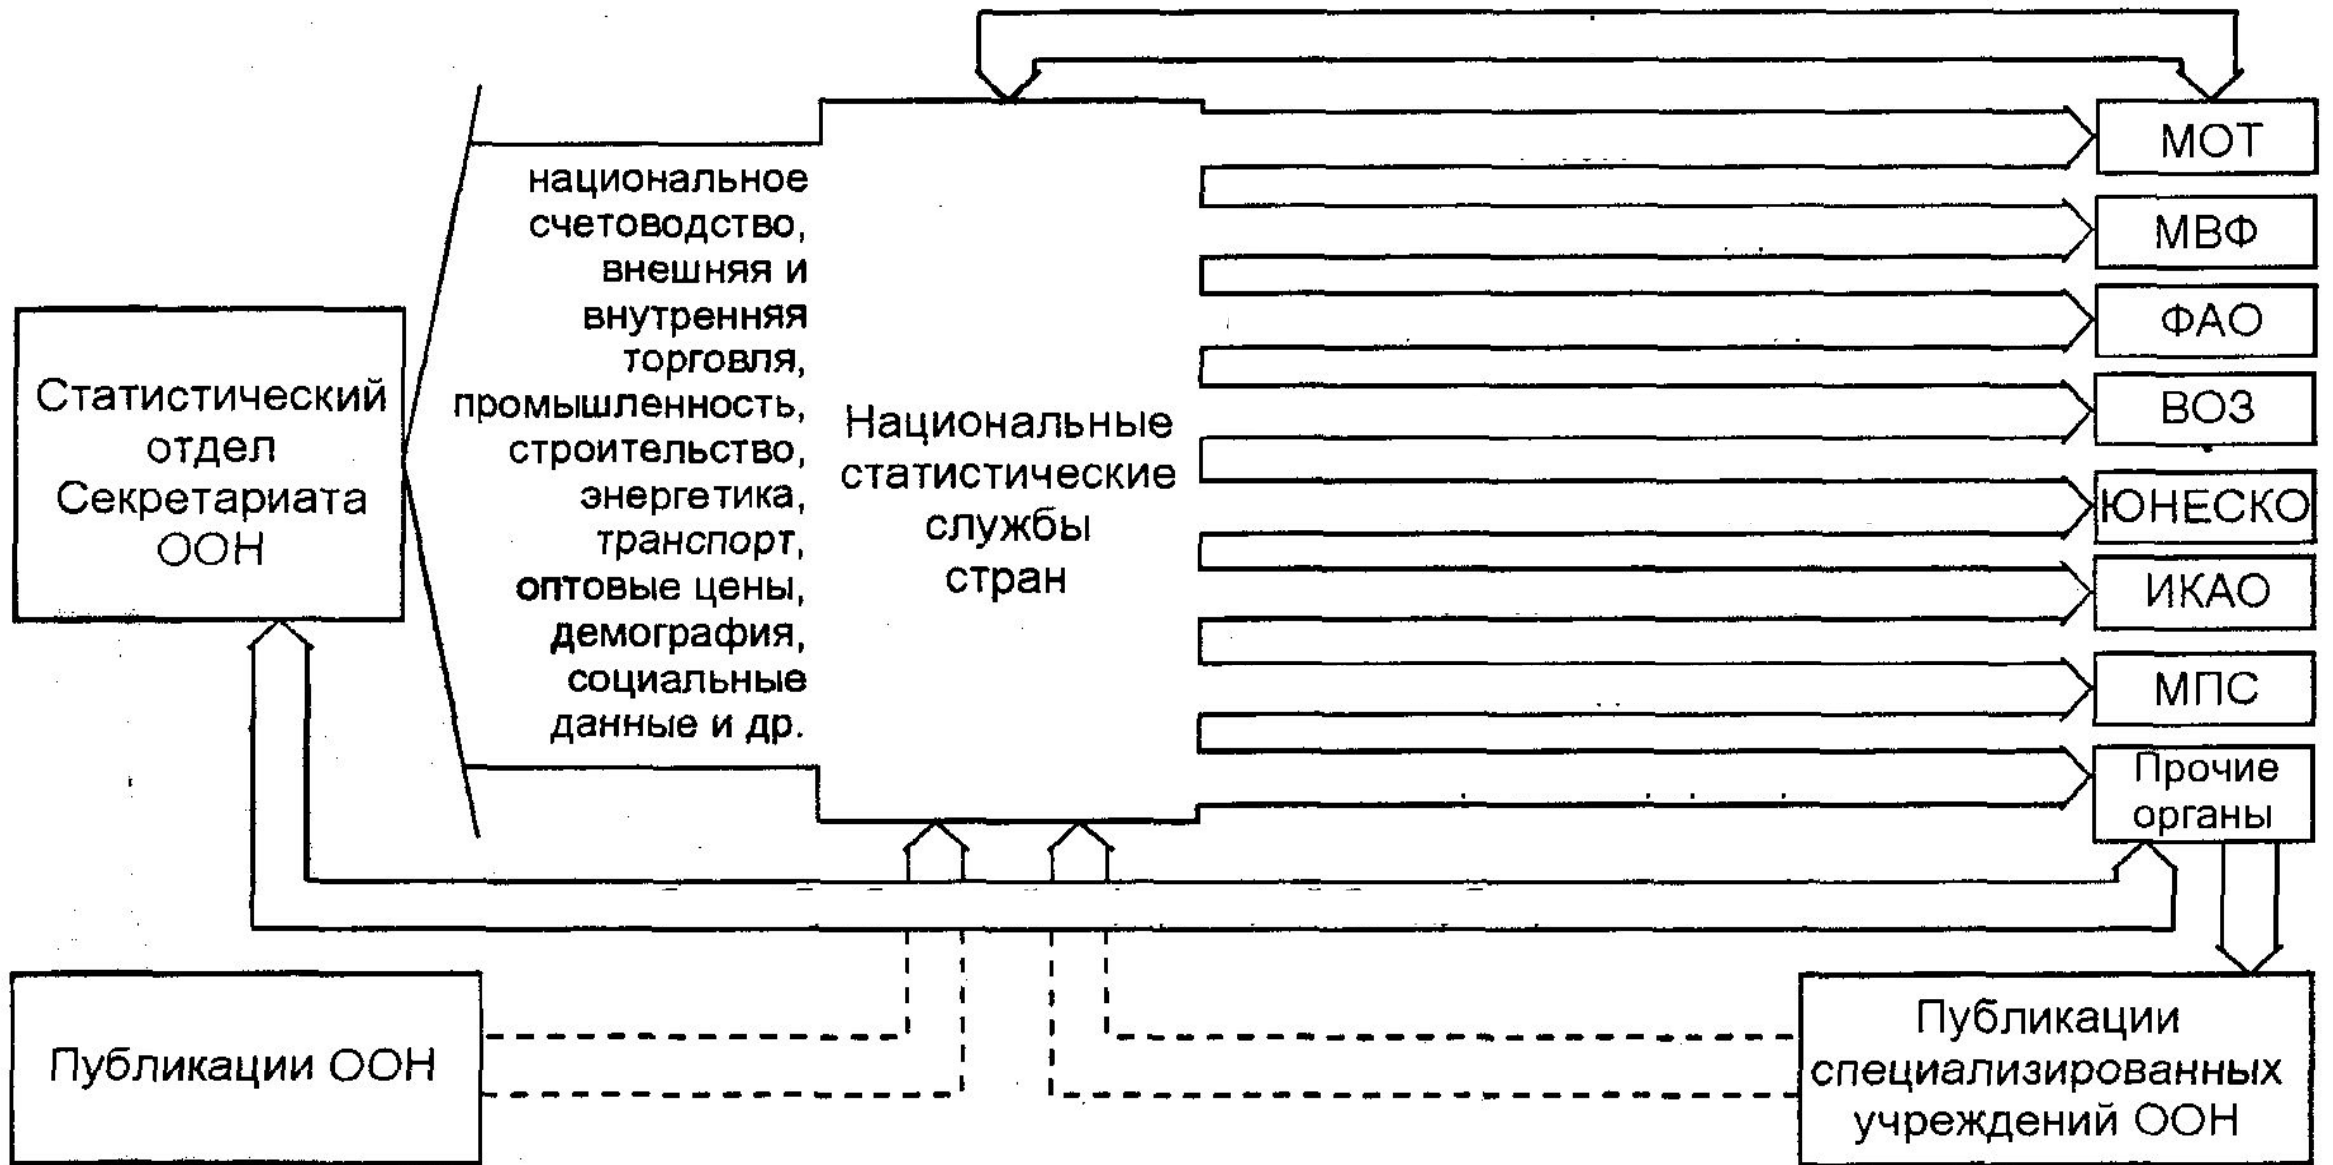 Статистический
отдел
Секретариата
ООН
национальное
счетоводство,
внешняя и
внутренняя
торговля,
промышленность,
строительство,
энергетика,
транспорт,
оптовые цены,
демография,
социальные
данные и др.
Национальные
статистические
службы
стран
МОТ
МВФ
ФАО
ВОЗ
ЮНЕСКО
ИКАО
МПС
Прочие
органы
Публикации ООН
Публикации
специализированных
учреждений ООН